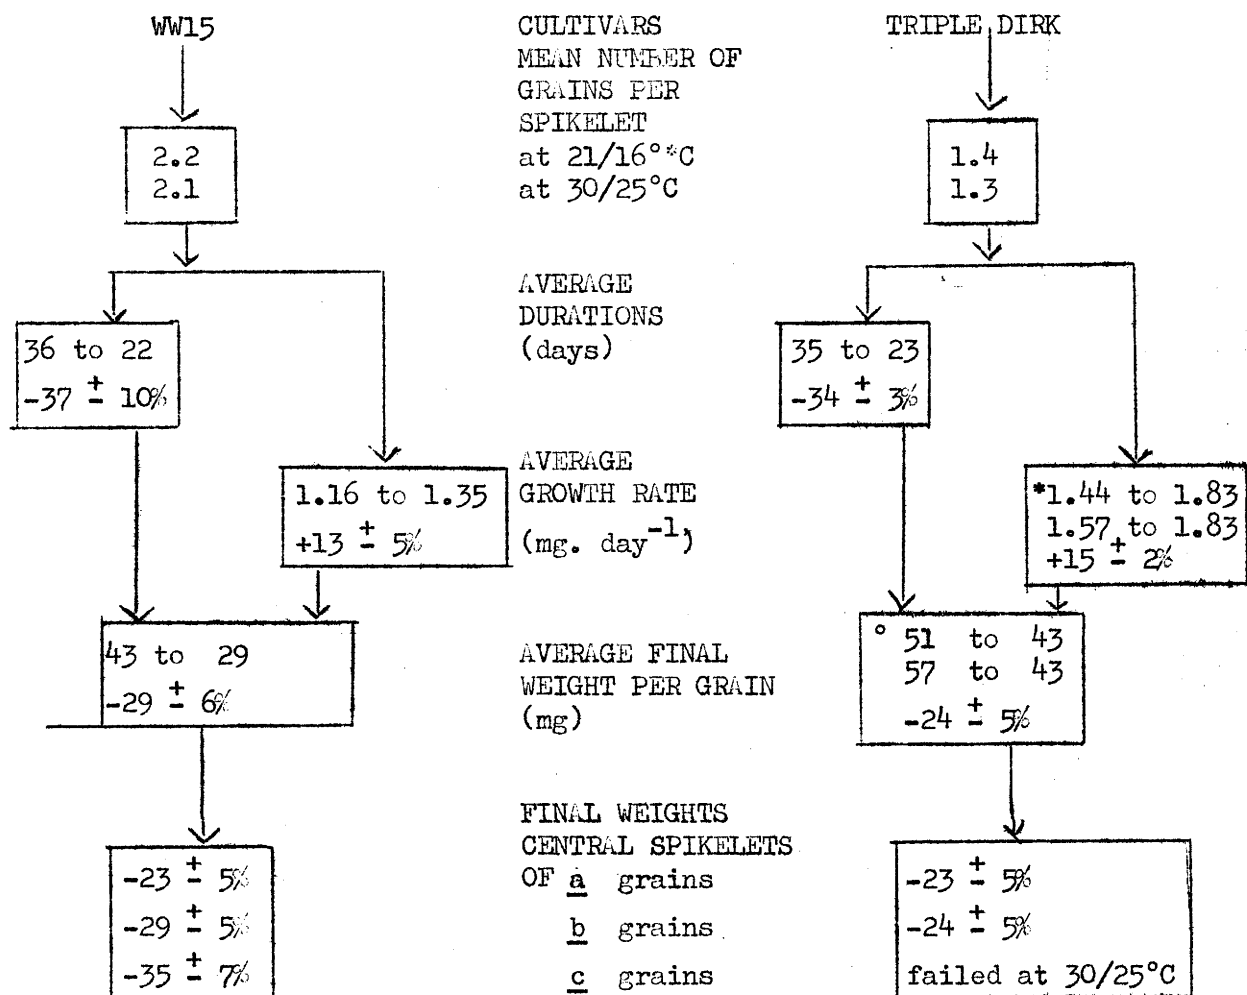 WW15
CULTIVARS
TRIPLE DIRK
MEAN NUMBER OF
GRAINS PER
SPIKELET
at 21/16°*C
at 30/25°C
2.2
2.1
1.4
1.3
AVERAGE
DURATIONS
(days)
36 to 22
-37 ± 10%
35 to 23
-34 ± 3%
AVERAGE
GROWTH RATE
(mg. day⁻¹)
1.16 to 1.35
+13 ± 5%
*1.44 to 1.83
1.57 to 1.83
+15 ± 2%
AVERAGE FINAL
WEIGHT PER GRAIN
(mg)
43 to 29
-29 ± 6%
° 51 to 43
57 to 43
-24 ± 5%
FINAL WEIGHTS
CENTRAL SPIKELETS
OF a grains
b grains
c grains
-23 ± 5%
-29 ± 5%
-35 ± 7%
-23 ± 5%
-24 ± 5%
failed at 30/25°C